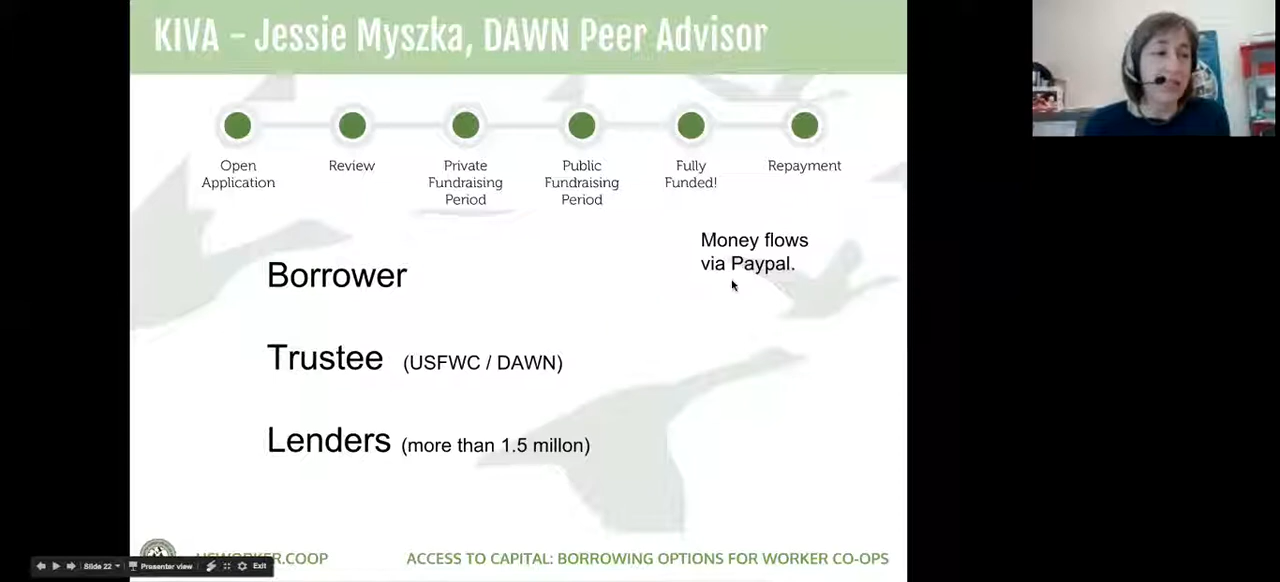 KIVA - Jessie Myszka, DAWN Peer Advisor
Open
Application
Review
Private
Fundraising
Period
Public
Fundraising
Period
Fully
Funded!
Repayment
Money flows
via Paypal.
Borrower
Trustee (USFWC / DAWN)
Lenders (more than 1.5 millon)
USWORKER.COOP
ACCESS TO CAPITAL: BORROWING OPTIONS FOR WORKER CO-OPS
Slide 22
Presenter view
Exit